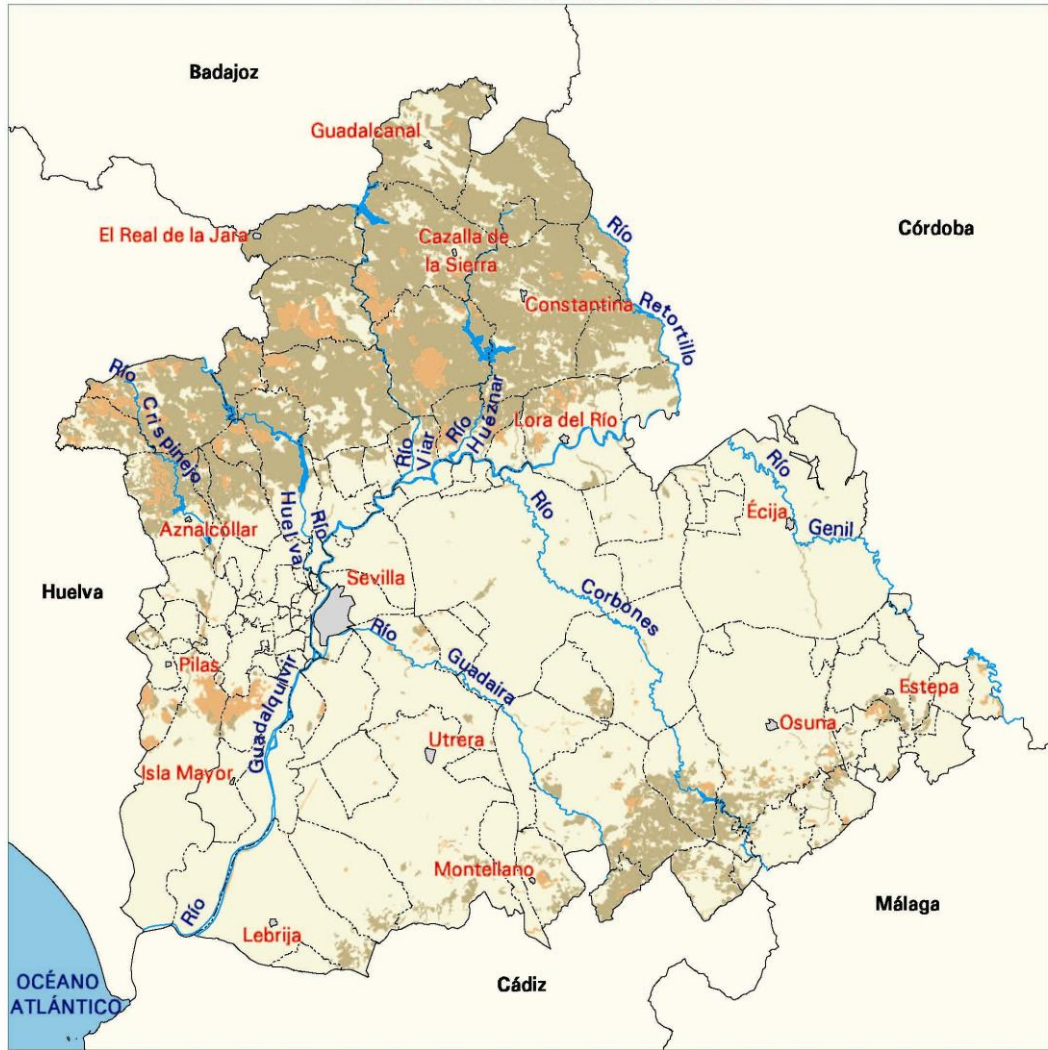 Badajoz
Guadalcanal
El Real de la Jara
Cazalla de
la Sierra
Río
Retortillo
Córdoba
Constantina
Río
Crispinejo
Río
Huéznar
Río
Viar
Lora del Río
Río
Huelva
Aznalcóllar
Río
Genil
Écija
Río
Corbones
Huelva
Sevilla
Río
Guadaira
Pilas
Guadalquivir
Río
Estepa
Osuna
Utrera
Isla Mayor
Montellano
Málaga
Lebrija
OCÉANO
ATLÁNTICO
Cádiz